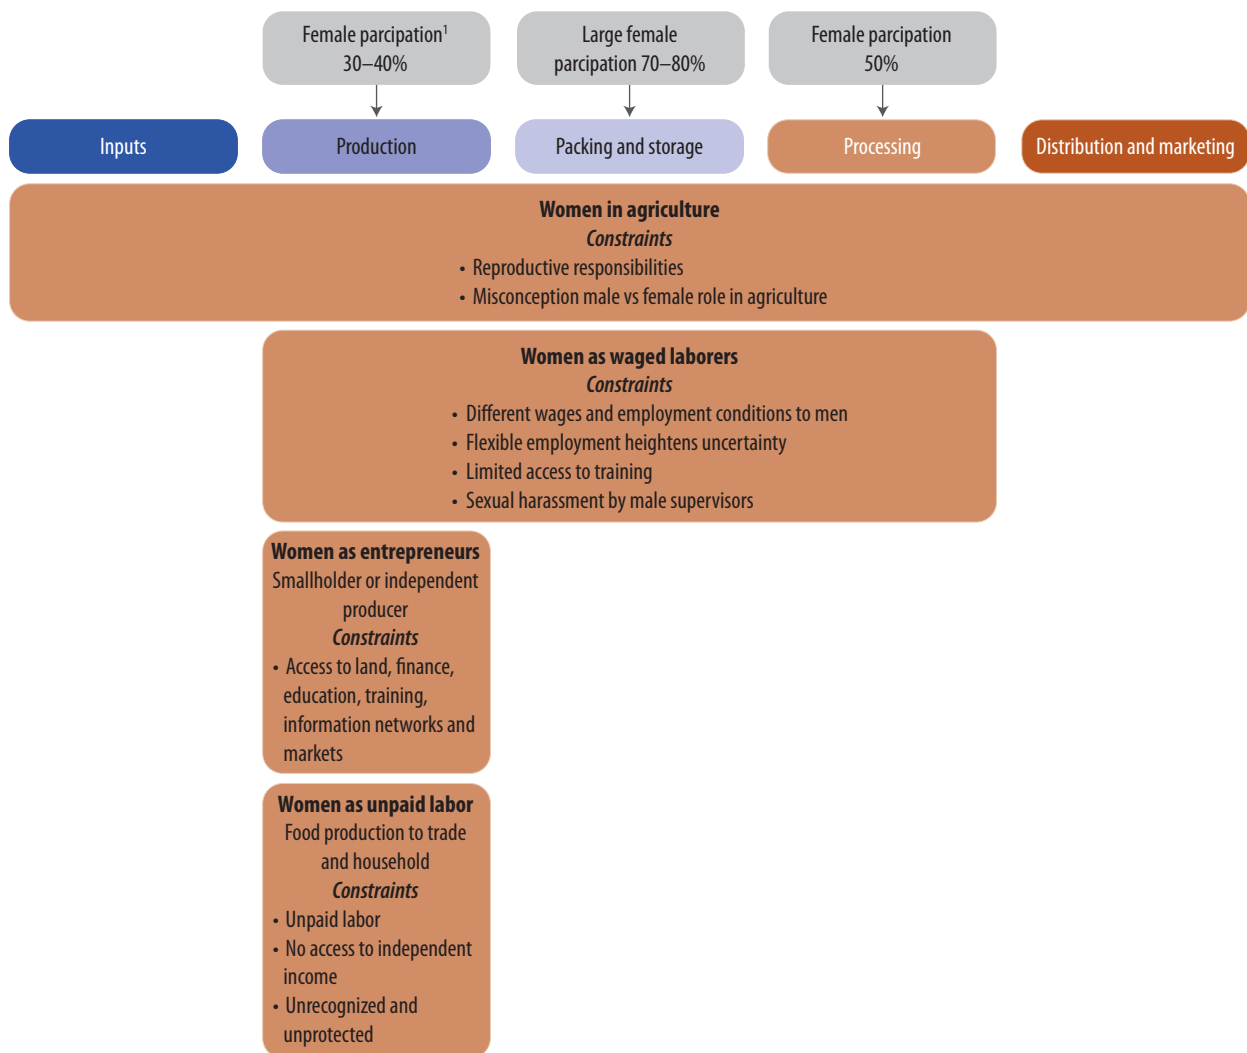 Female parcipation¹
30–40%
Large female
parcipation 70–80%
Female parcipation
50%
Inputs
Production
Packing and storage
Processing
Distribution and marketing
Women in agriculture
Constraints
• Reproductive responsibilities
• Misconception male vs female role in agriculture
Women as waged laborers
Constraints
• Different wages and employment conditions to men
• Flexible employment heightens uncertainty
• Limited access to training
• Sexual harassment by male supervisors
Women as entrepreneurs
Smallholder or independent
producer
Constraints
• Access to land, finance,
education, training,
information networks and
markets
Women as unpaid labor
Food production to trade
and household
Constraints
• Unpaid labor
• No access to independent
income
• Unrecognized and
unprotected